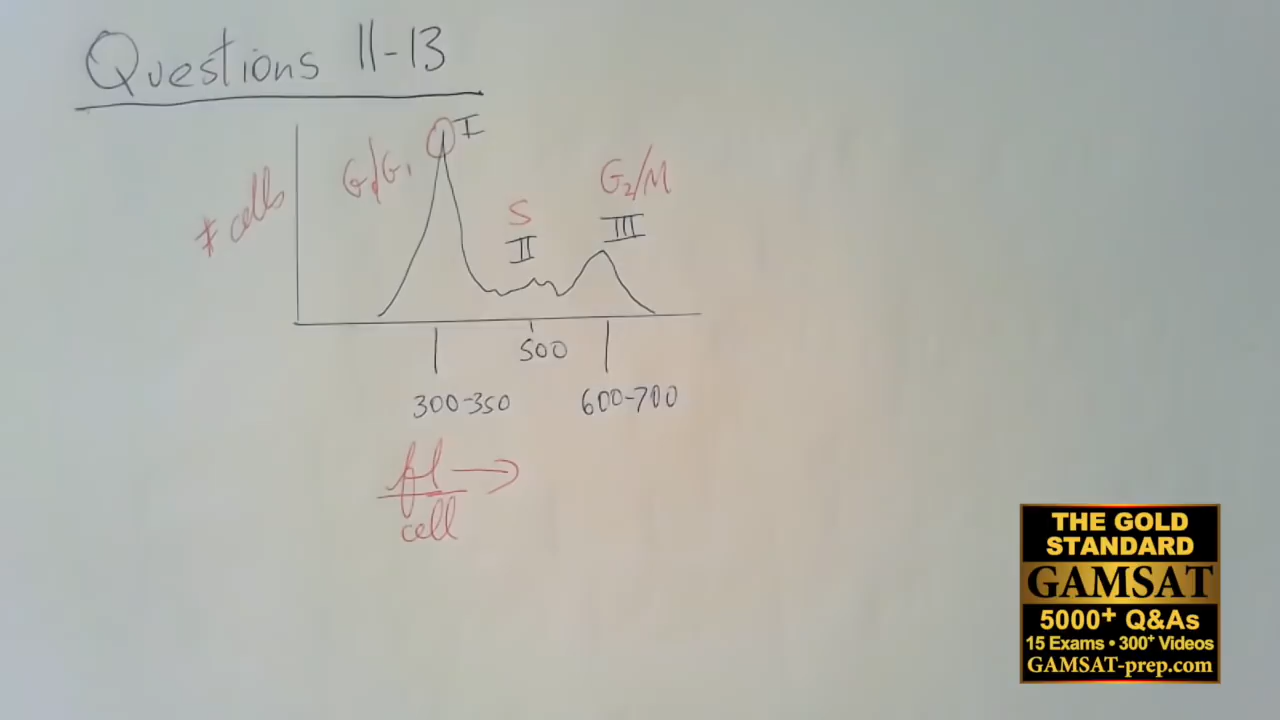 Questions 11-13
I
G0/G1
G2/M
# cells
S
III
II
500
300-350
600-700
fl
cell
THE GOLD
STANDARD
GAMSAT
5000+ Q&As
15 Exams • 300+ Videos
GAMSAT-prep.com